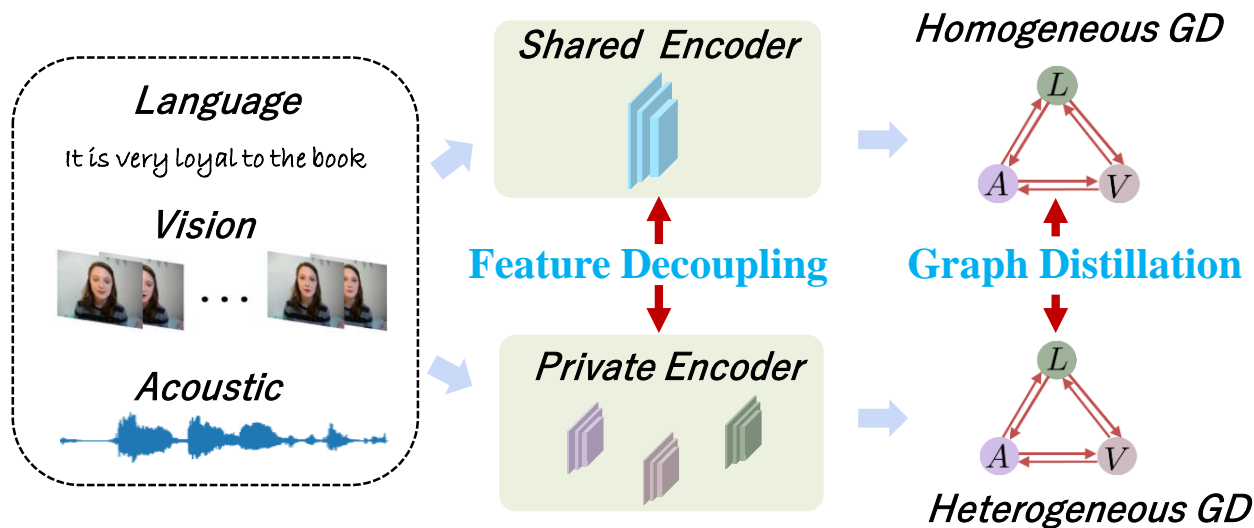 Language
It is very loyal to the book
Vision
...
Acoustic
Shared Encoder
Feature Decoupling
Private Encoder
Homogeneous GD
L
A V
Graph Distillation
L
A V
Heterogeneous GD